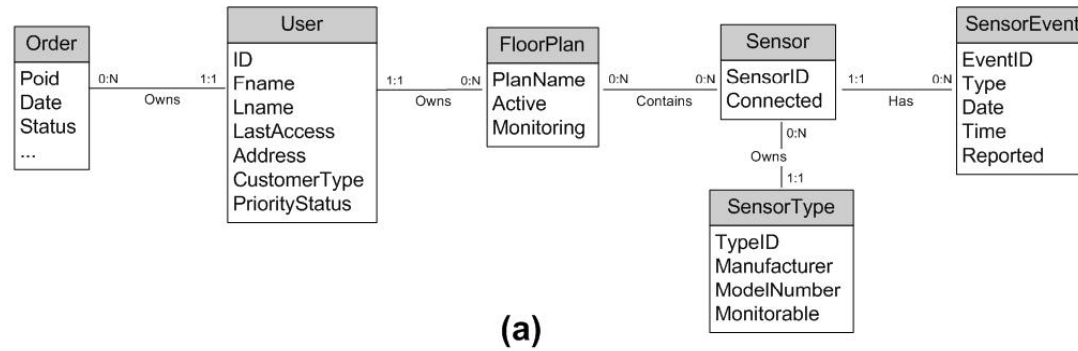 Order
Poid
Date
Status
...
0:N
1:1
Owns
User
ID
Fname
Lname
LastAccess
Address
CustomerType
PriorityStatus
1:1
0:N
Owns
FloorPlan
PlanName
Active
Monitoring
0:N
0:N
Contains
Sensor
SensorID
Connected
1:1
0:N
Has
SensorEvent
EventID
Type
Date
Time
Reported
0:N
Owns
1:1
SensorType
TypeID
Manufacturer
ModelNumber
Monitorable
(a)